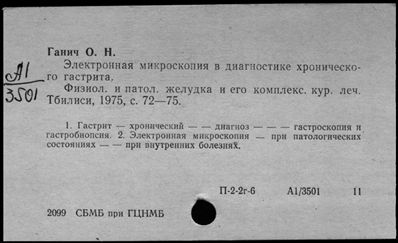 Ганич О. Н.
Электронная микроскопия в диагностике хроническо-
го гастрита.
А1
3501
Физиол. и патол. желудка и его комплекс. кур. леч.
Тбилиси, 1975, с. 72—75.
1. Гастрит — хронический — — диагноз — — — гастроскопия и
гастробиопсия. 2. Электронная микроскопия — при патологических
состояниях — — при внутренних болезнях.
П-2-2г-6 А1/3501 11
2099 СБМБ при ГЦНМБ